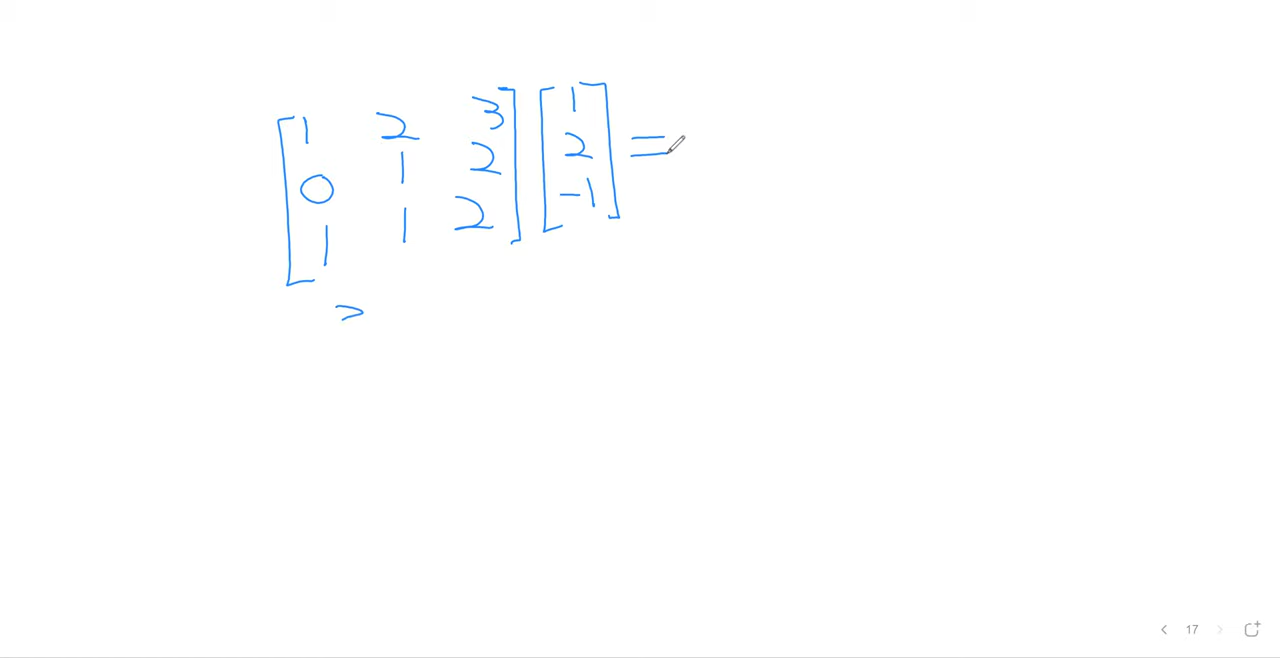 [1 2 3] [1]
[0 1 2] [2] =
[1 1 2] [-1]
>
< 17 >